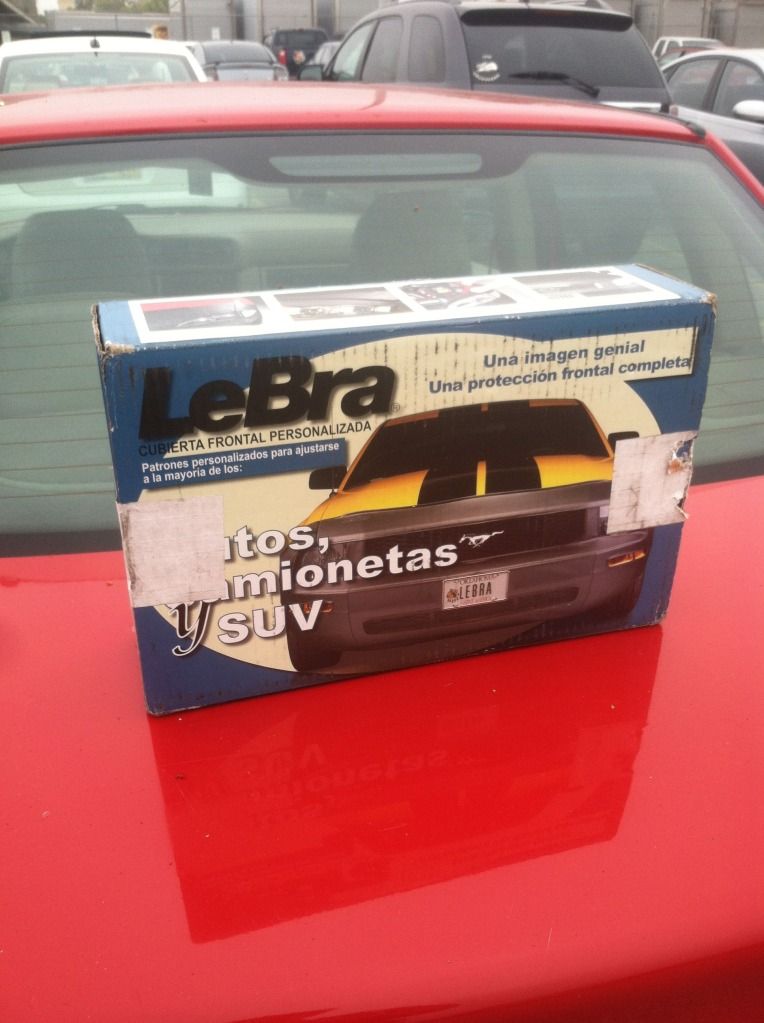 Una imagen genial
Una protección frontal completa
LeBra®
CUBIERTA FRONTAL PERSONALIZADA
Patrones personalizados para ajustarse
a la mayoría de los:
utos,
amionetas
y SUV
OKLAHOMA
LEBRA